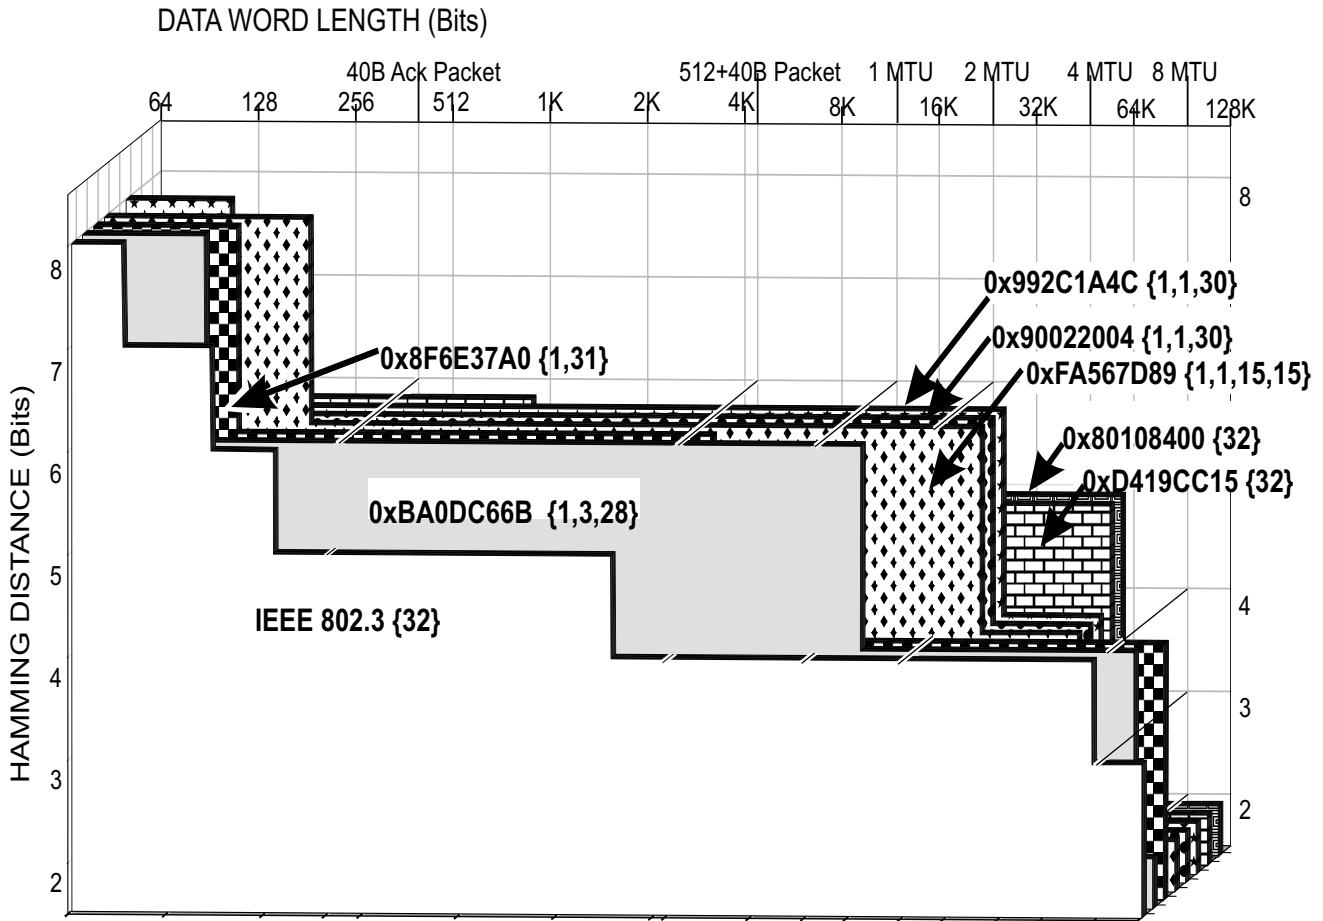 DATA WORD LENGTH (Bits)
40B Ack Packet 512+40B Packet 1 MTU 2 MTU 4 MTU 8 MTU
64 128 256 512 1K 2K 4K 8K 16K 32K 64K 128K
HAMMING DISTANCE (Bits)
8
7
6
5
4
3
2
8
4
3
2
0x992C1A4C {1,1,30}
0x90022004 {1,1,30}
0x8F6E37A0 {1,31}
0xFA567D89 {1,1,15,15}
0x80108400 {32}
0xD419CC15 {32}
0xBA0DC66B {1,3,28}
IEEE 802.3 {32}